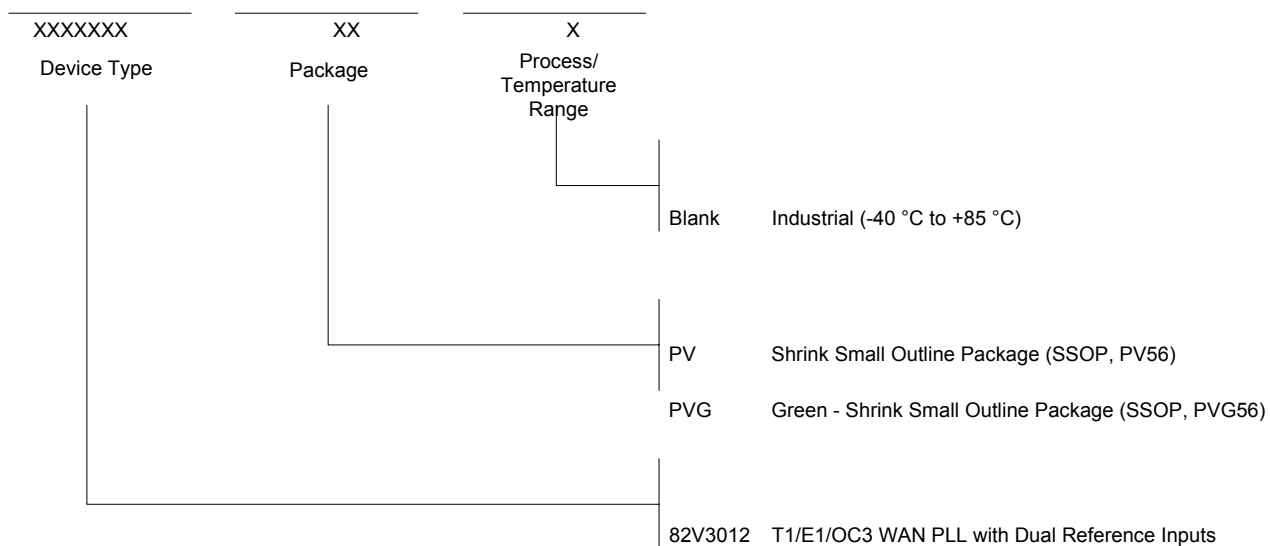 XXXXXXX XX X
Device Type Package Process/
Temperature
Range
Blank Industrial (-40 °C to +85 °C)
PV Shrink Small Outline Package (SSOP, PV56)
PVG Green - Shrink Small Outline Package (SSOP, PVG56)
82V3012 T1/E1/OC3 WAN PLL with Dual Reference Inputs